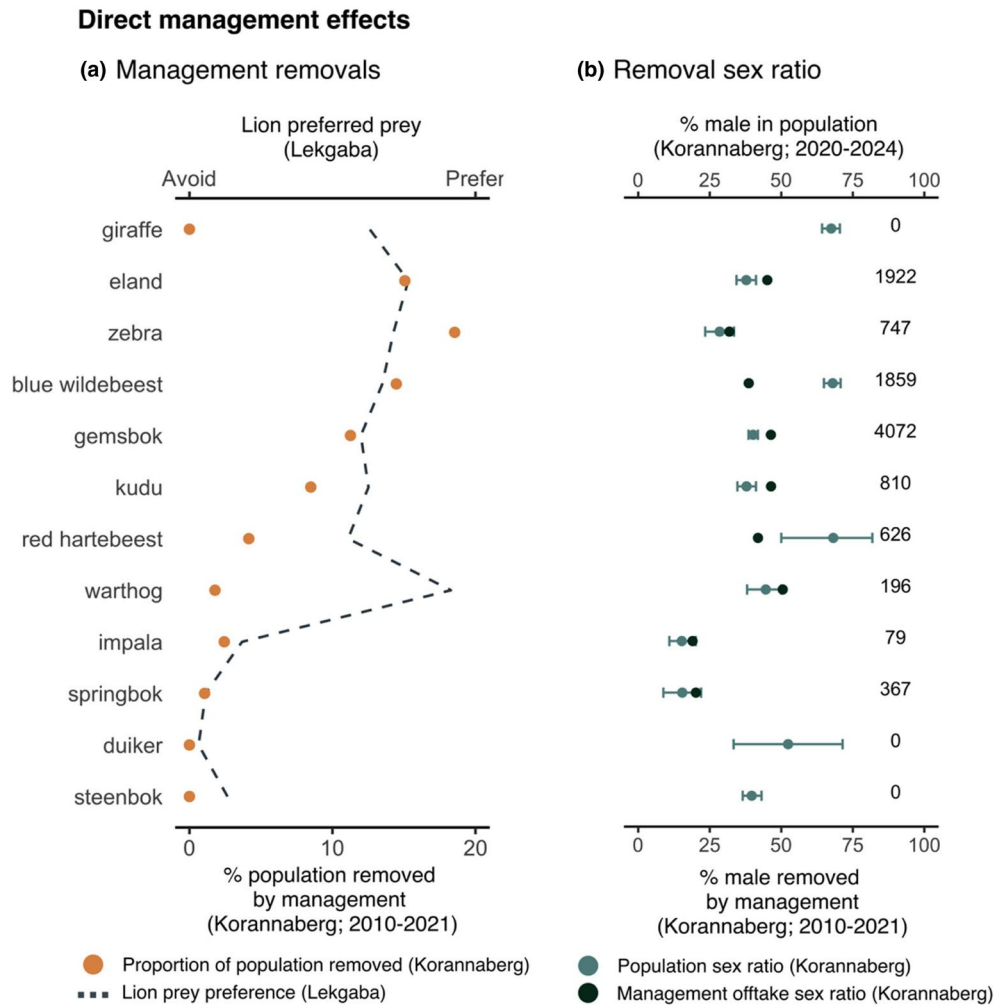 Direct management effects
(a) Management removals
Lion preferred prey
(Lekgaba)
Avoid Prefer
giraffe
eland
zebra
blue wildebeest
gemsbok
kudu
red hartebeest
warthog
impala
springbok
duiker
steenbok
0 10 20
% population removed
by management
(Korannaberg; 2010-2021)
Proportion of population removed (Korannaberg)
Lion prey preference (Lekgaba)
(b) Removal sex ratio
% male in population
(Korannaberg; 2020-2024)
0 25 50 75 100
0
1922
747
1859
4072
810
626
196
79
367
0
0
0 25 50 75 100
% male removed
by management
(Korannaberg; 2010-2021)
Population sex ratio (Korannaberg)
Management offtake sex ratio (Korannaberg)